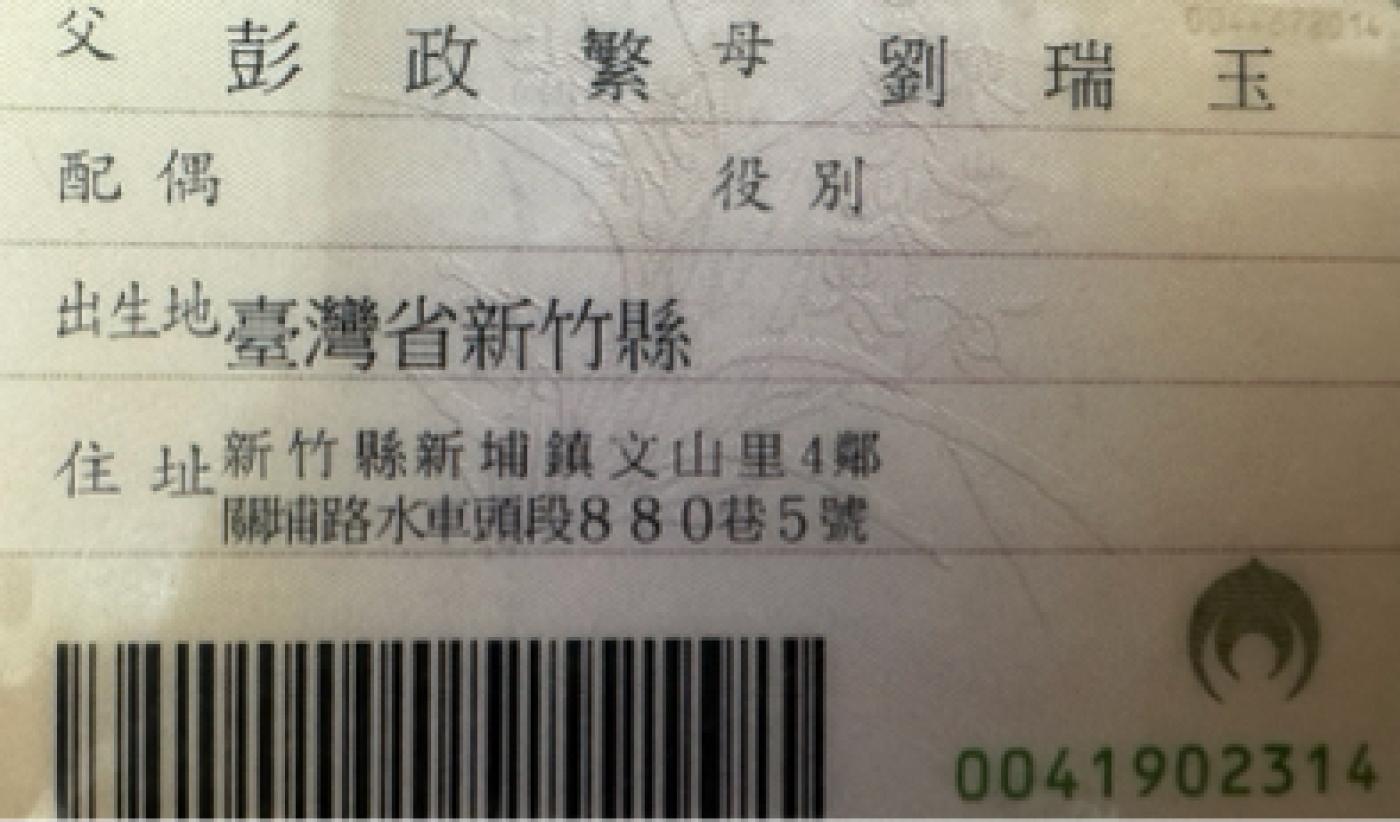 父 彭政繁 母 劉瑞玉
配偶 役別
出生地 臺灣省新竹縣
住址 新竹縣新埔鎮文山里4鄰
關埔路水車頭段880巷5號
0041902314